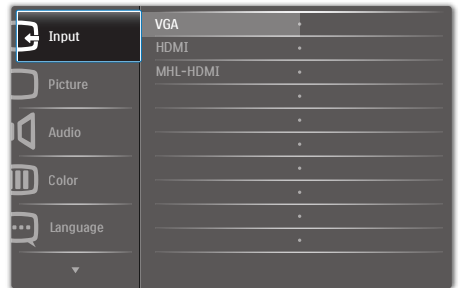 Input
Picture
Audio
Color
Language
VGA
HDMI
MHL-HDMI